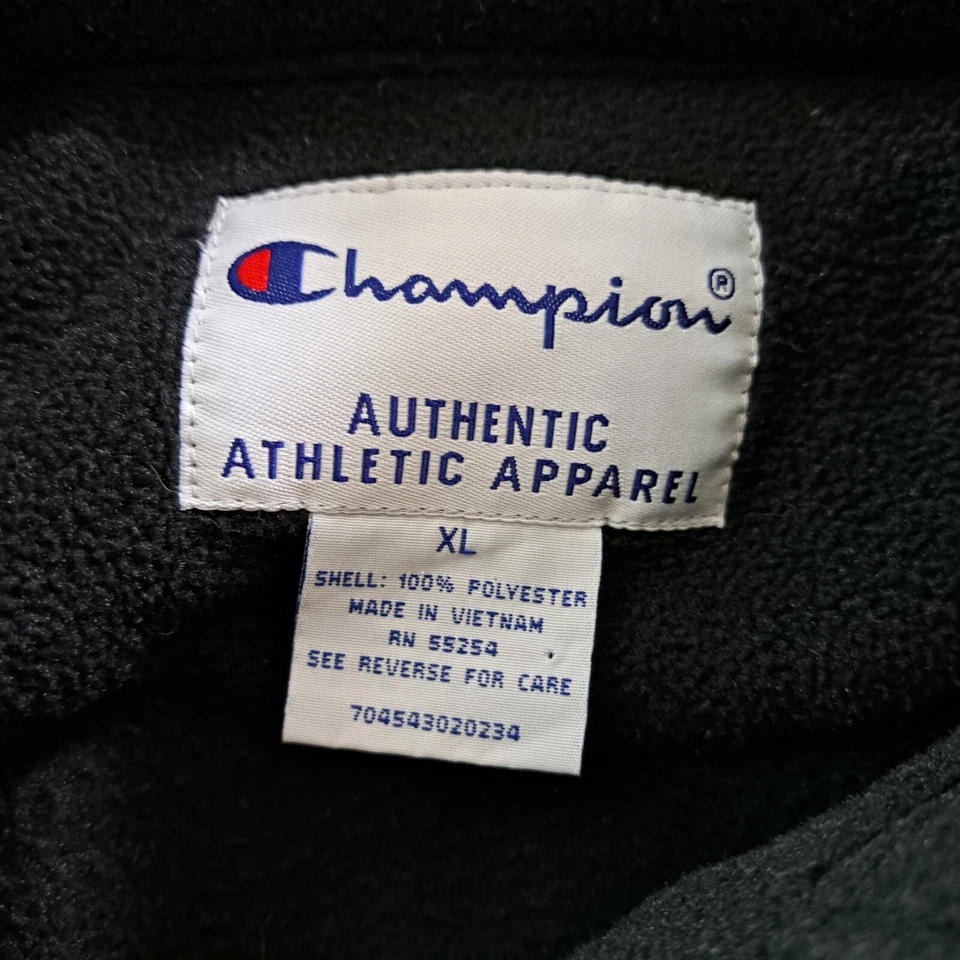 Champion®
AUTHENTIC
ATHLETIC APPAREL
XL
SHELL: 100% POLYESTER
MADE IN VIETNAM
RN 55254
SEE REVERSE FOR CARE
704543020234